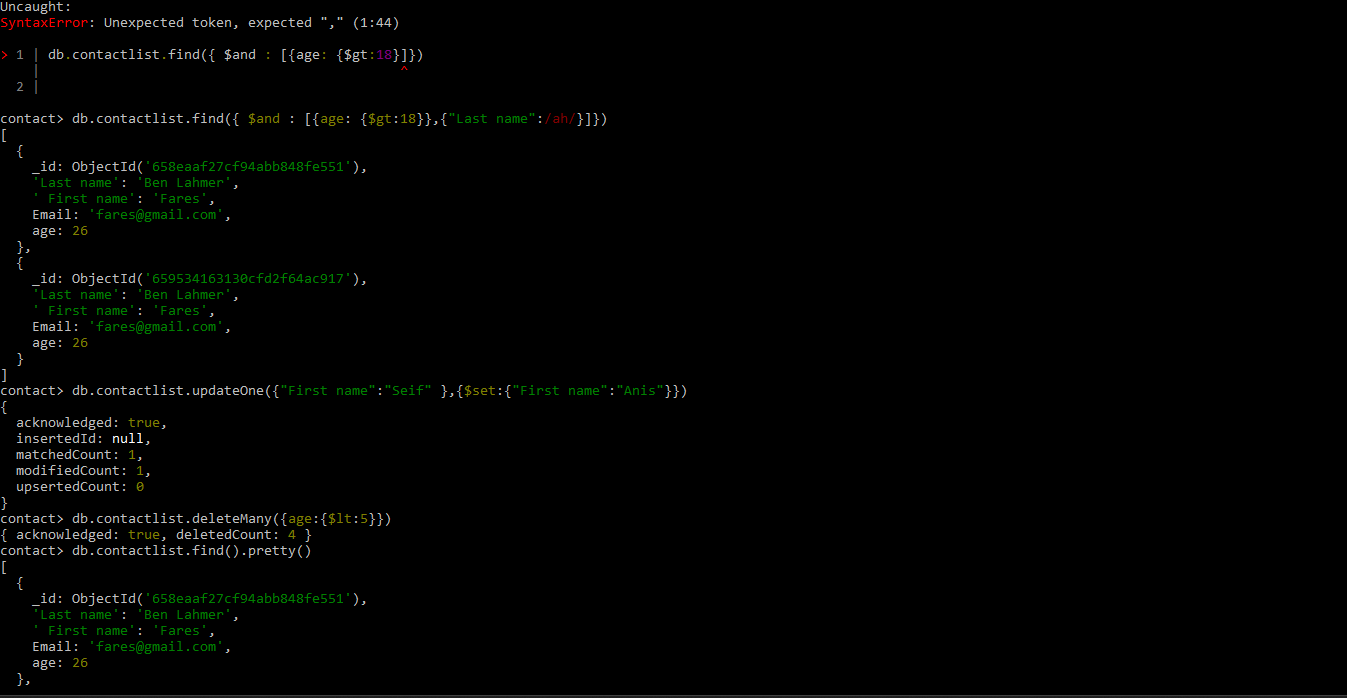 Uncaught:
SyntaxError: Unexpected token, expected "," (1:44)
> 1 | db.contactlist.find({ $and : [{age: {$gt:18}]})
|                                              ^
2 |
contact> db.contactlist.find({ $and : [{age: {$gt:18}},{"Last name":/ah/}]})
[
{
_id: ObjectId('658eaaf27cf94abb848fe551'),
'Last name': 'Ben Lahmer',
' First name': 'Fares',
Email: 'fares@gmail.com',
age: 26
},
{
_id: ObjectId('659534163130cfd2f64ac917'),
'Last name': 'Ben Lahmer',
' First name': 'Fares',
Email: 'fares@gmail.com',
age: 26
}
]
contact> db.contactlist.updateOne({"First name":"Seif" },{$set:{"First name":"Anis"}})
{
acknowledged: true,
insertedId: null,
matchedCount: 1,
modifiedCount: 1,
upsertedCount: 0
}
contact> db.contactlist.deleteMany({age:{$lt:5}})
{ acknowledged: true, deletedCount: 4 }
contact> db.contactlist.find().pretty()
[
{
_id: ObjectId('658eaaf27cf94abb848fe551'),
'Last name': 'Ben Lahmer',
' First name': 'Fares',
Email: 'fares@gmail.com',
age: 26
},